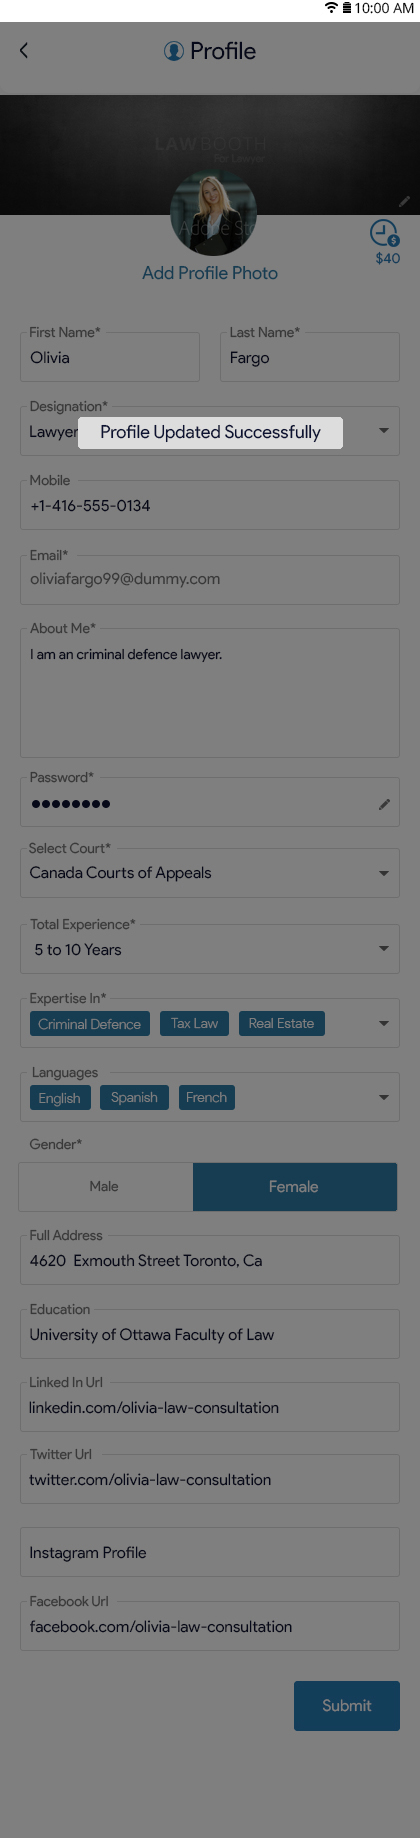 10:00 AM
Profile
LAWBOOTH
For Lawyer
Adobe Sto
$40
Add Profile Photo
First Name*
Last Name*
Olivia
Fargo
Designation*
Lawyer
Profile Updated Successfully
Mobile
+1-416-555-0134
Email*
oliviafargo99@dummy.com
About Me*
I am an criminal defence lawyer.
Password*
Select Court*
Canada Courts of Appeals
Total Experience*
5 to 10 Years
Expertise In*
Criminal Defence
Tax Law
Real Estate
Languages
English
Spanish
French
Gender*
Male
Female
Full Address
4620 Exmouth Street Toronto, Ca
Education
University of Ottawa Faculty of Law
Linked In Url
linkedin.com/olivia-law-consultation
Twitter Url
twitter.com/olivia-law-consultation
Instagram Profile
Facebook Url
facebook.com/olivia-law-consultation
Submit